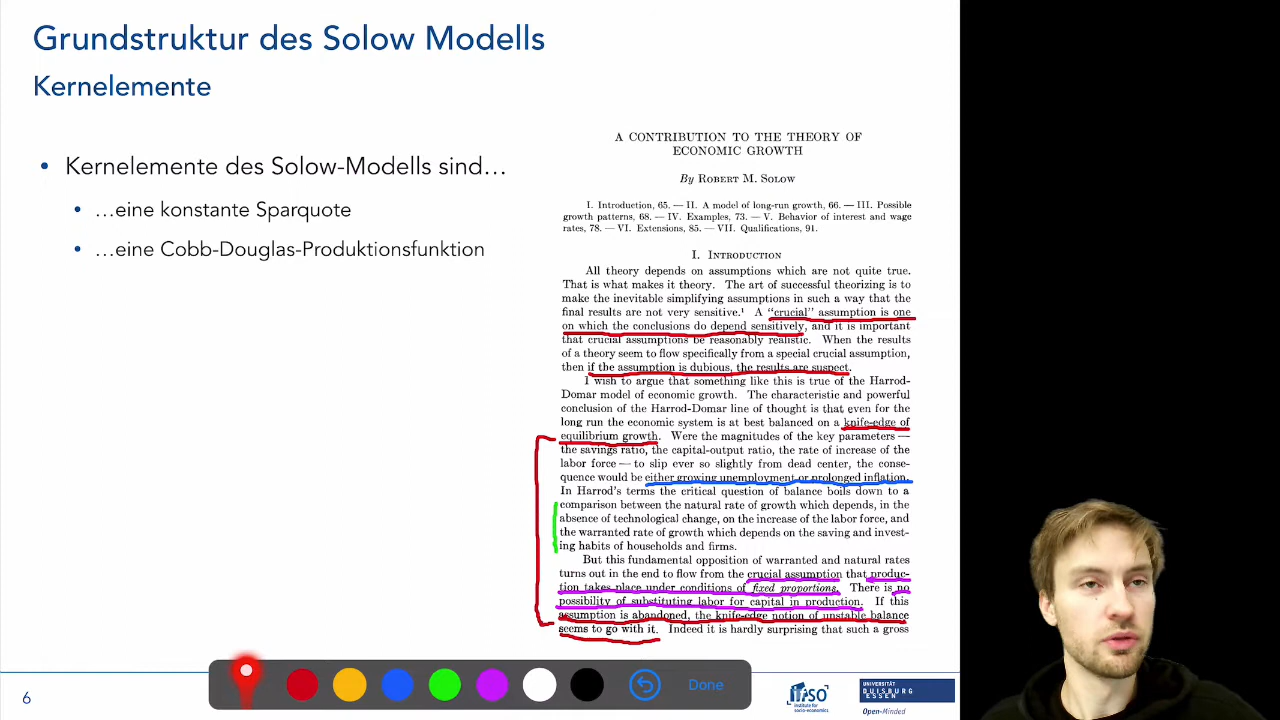 Grundstruktur des Solow Modells
Kernelemente
• Kernelemente des Solow-Modells sind…
• …eine konstante Sparquote
• …eine Cobb-Douglas-Produktionsfunktion
A CONTRIBUTION TO THE THEORY OF
ECONOMIC GROWTH
By ROBERT M. SOLOW
I. Introduction, 65. — II. A model of long-run growth, 66. — III. Possible
growth patterns, 68. — IV. Examples, 73. — V. Behavior of interest and wage
rates, 78. — VI. Extensions, 85. — VII. Qualifications, 91.
I. INTRODUCTION
All theory depends on assumptions which are not quite true.
That is what makes it theory. The art of successful theorizing is to
make the inevitable simplifying assumptions in such a way that the
final results are not very sensitive.¹ A “crucial” assumption is one
on which the conclusions do depend sensitively, and it is important
that crucial assumptions be reasonably realistic. When the results
of a theory seem to flow specifically from a special crucial assumption,
then if the assumption is dubious, the results are suspect.
I wish to argue that something like this is true of the Harrod-
Domar model of economic growth. The characteristic and powerful
conclusion of the Harrod-Domar line of thought is that even for the
long run the economic system is at best balanced on a knife-edge of
equilibrium growth. Were the magnitudes of the key parameters —
the savings ratio, the capital-output ratio, the rate of increase of the
labor force — to slip ever so slightly from dead center, the conse-
quence would be either growing unemployment or prolonged inflation.
In Harrod's terms the critical question of balance boils down to a
comparison between the natural rate of growth which depends, in the
absence of technological change, on the increase of the labor force, and
the warranted rate of growth which depends on the saving and invest-
ing habits of households and firms.
But this fundamental opposition of warranted and natural rates
turns out in the end to flow from the crucial assumption that produc-
tion takes place under conditions of fixed proportions. There is no
possibility of substituting labor for capital in production. If this
assumption is abandoned, the knife-edge notion of unstable balance
seems to go with it. Indeed it is hardly surprising that such a gross
Done
6
ifso
institute for
socio-economics
UNIVERSITÄT
DUISBURG
ESSEN
Open-Minded